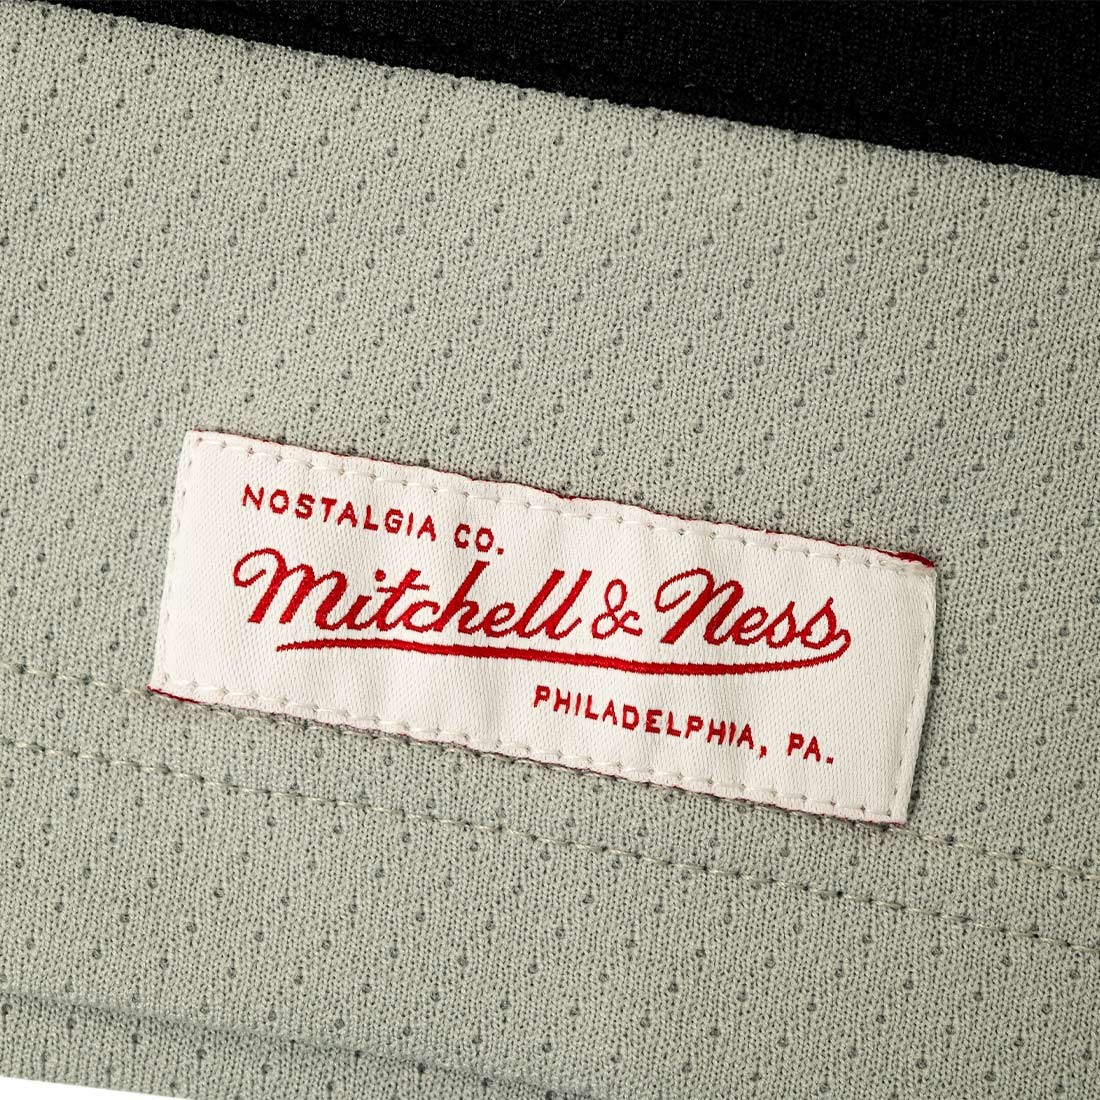 NOSTALGIA CO.
Mitchell & Ness
PHILADELPHIA, PA.